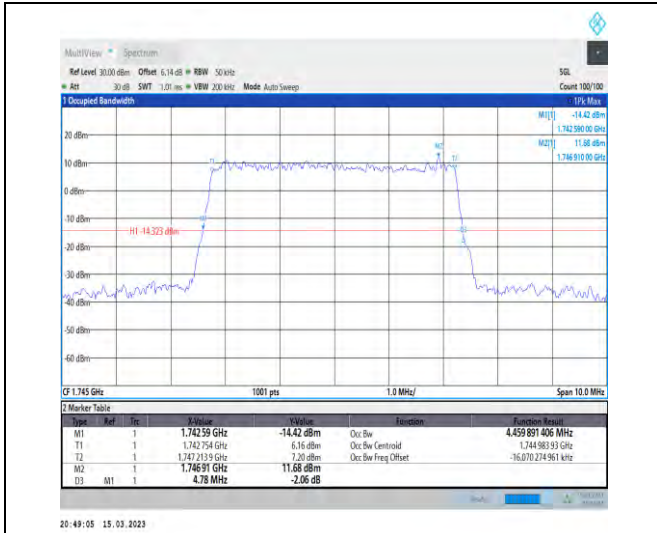 MultiView Spectrum
Ref Level 30.00 dBm Offset 6.14 dB RBW 50 kHz SGL
Att 30 dB SWT 1.01 ms VBW 200 kHz Mode Auto Sweep Count 100/100
1 Occupied Bandwidth 1Pk Max
M1[1] -14.42 dBm
1.742 590 00 GHz
M2[1] 11.68 dBm
1.746 910 00 GHz
20 dBm
M2
T1 T2
10 dBm
0 dBm
-10 dBm
H1 -14.323 dBm
D3
-20 dBm
-30 dBm
-40 dBm
-50 dBm
-60 dBm
CF 1.745 GHz 1001 pts 1.0 MHz/ Span 10.0 MHz
2 Marker Table
Type Ref Trc X-Value Y-Value Function Function Result
M1 1 1.742 59 GHz -14.42 dBm Occ Bw 4.459 891 406 MHz
T1 1 1.742 754 GHz 6.16 dBm Occ Bw Centroid 1.744 983 93 GHz
T2 1 1.747 213 9 GHz 7.20 dBm Occ Bw Freq Offset -16.070 274 961 kHz
M2 1 1.746 91 GHz 11.68 dBm
D3 M1 1 4.78 MHz -2.06 dB
20:49:05 15.03.2023